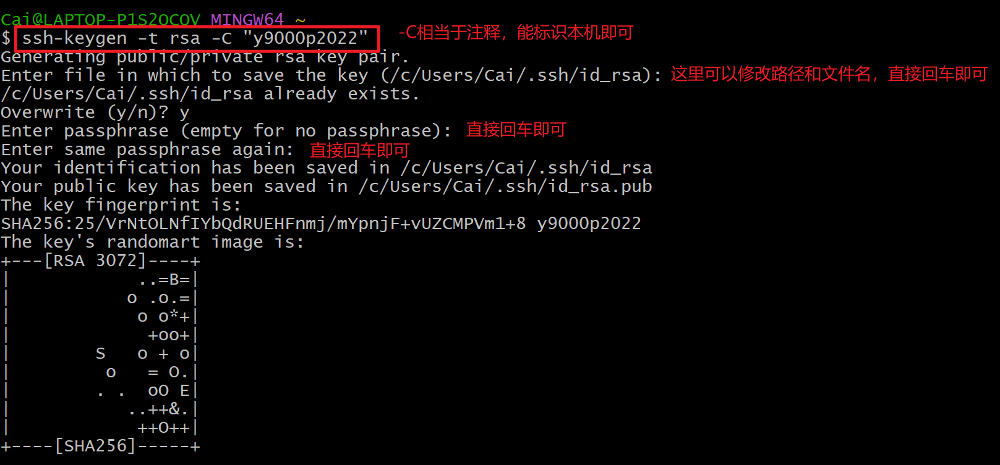 Cai@LAPTOP-P1S2OCOV MINGW64 ~
$ ssh-keygen -t rsa -C "y9000p2022" -C相当于注释，能标识本机即可
Generating public/private rsa key pair.
Enter file in which to save the key (/c/Users/Cai/.ssh/id_rsa): 这里可以修改路径和文件名，直接回车即可
/c/Users/Cai/.ssh/id_rsa already exists.
Overwrite (y/n)? y
Enter passphrase (empty for no passphrase): 直接回车即可
Enter same passphrase again: 直接回车即可
Your identification has been saved in /c/Users/Cai/.ssh/id_rsa
Your public key has been saved in /c/Users/Cai/.ssh/id_rsa.pub
The key fingerprint is:
SHA256:25/VrNtOLNfIYbQdRUEHFnmj/mYpnjF+vUZCMPVm1+8 y9000p2022
The key's randomart image is:
+---[RSA 3072]----+
|            ..=B=|
|           o .o.=|
|            o o*+|
|             +oo+|
|        S   o + o|
|         o   = O.|
|        . .  oO E|
|           ..++&.|
|            ++O++|
+----[SHA256]-----+